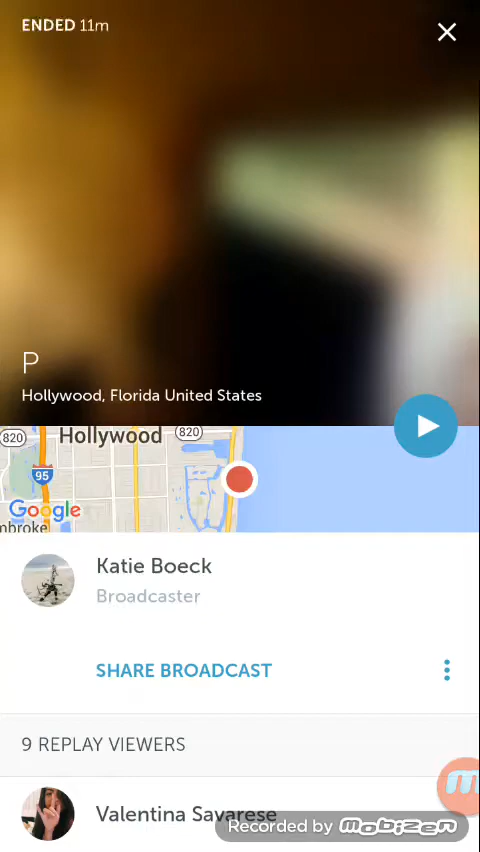 ENDED 11m
P
Hollywood, Florida United States
820
Hollywood
820
95
Google
mbroke
Katie Boeck
Broadcaster
SHARE BROADCAST
9 REPLAY VIEWERS
Valentina Savarese
Recorded by mobizen